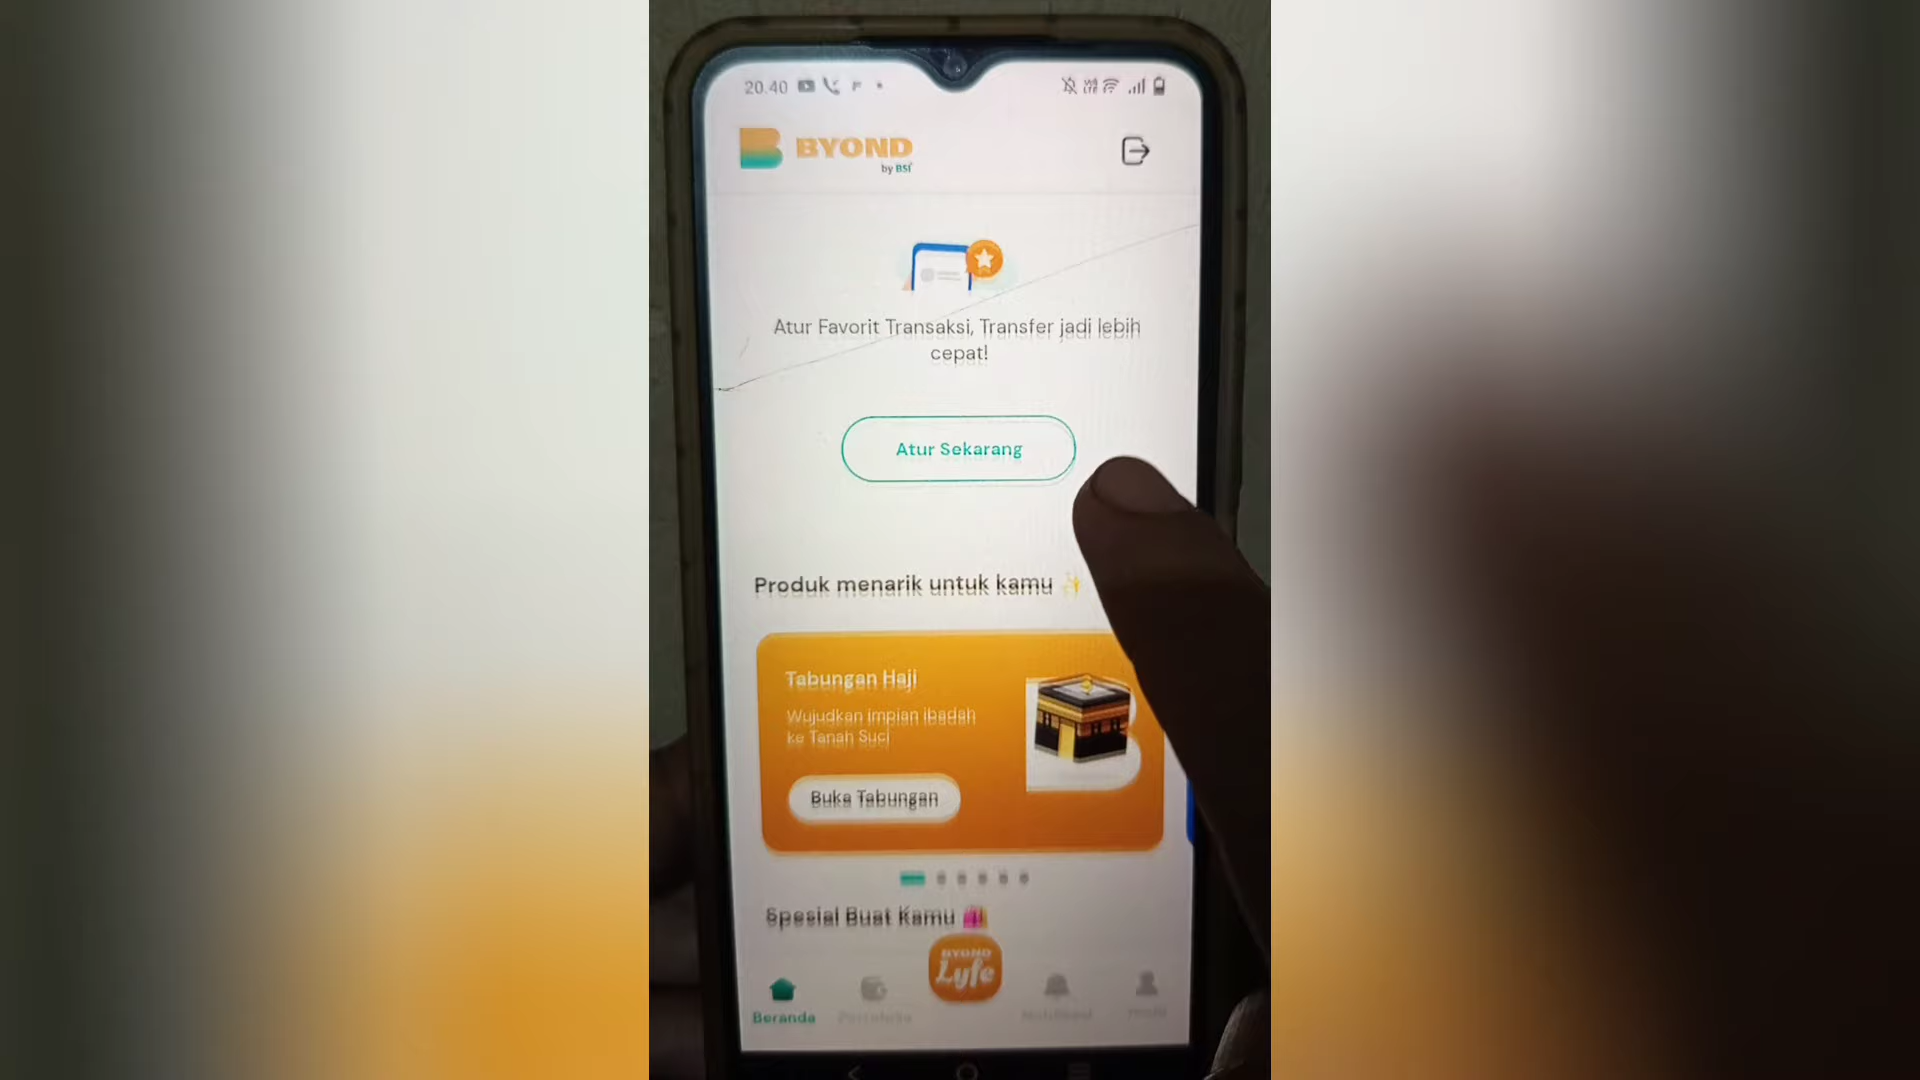 20.40
BYOND
by BSI
Atur Favorit Transaksi, Transfer jadi lebih
cepat!
Atur Sekarang
Produk menarik untuk kamu ✨
Tabungan Haji
Wujudkan impian ibadah
ke Tanah Suci
Buka Tabungan
Spesial Buat Kamu 🛍️
BYOND
Lyfe
Beranda